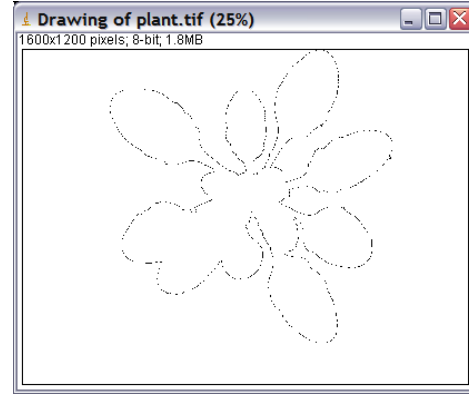 Drawing of plant.tif (25%)
1600x1200 pixels; 8-bit; 1.8MB